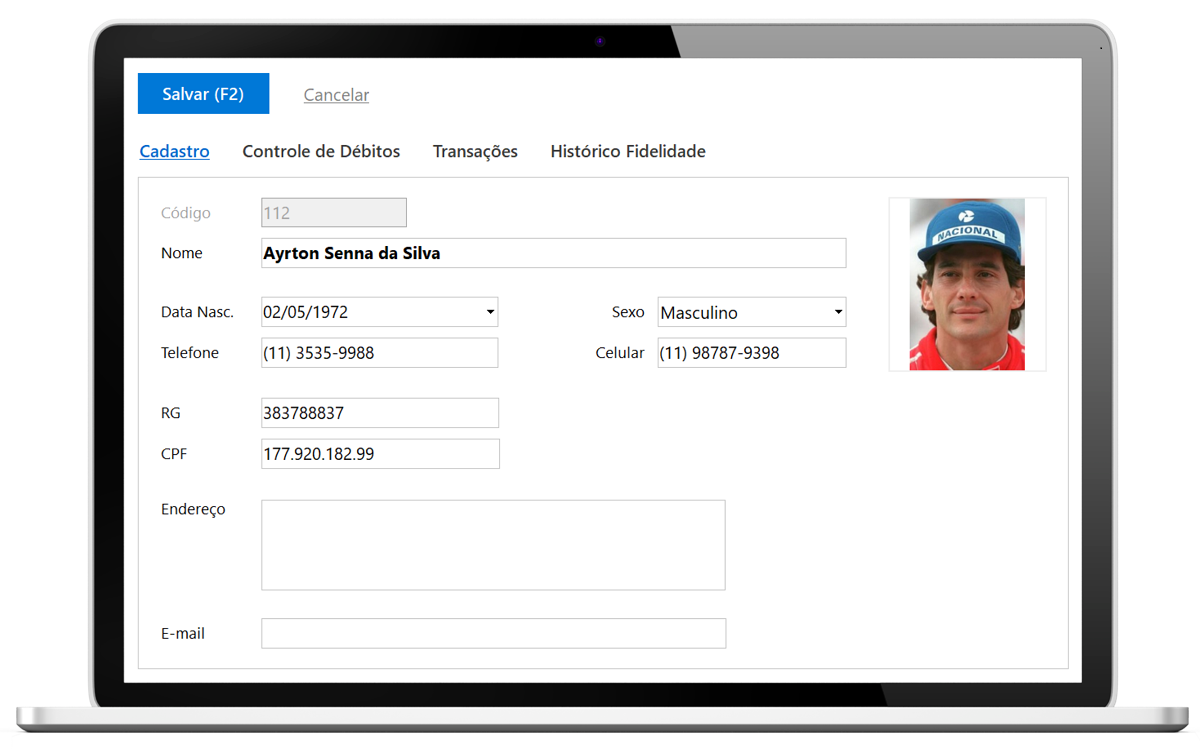 Salvar (F2) Cancelar
Cadastro Controle de Débitos Transações Histórico Fidelidade
Código 112
Nome Ayrton Senna da Silva
NACIONAL
Data Nasc. 02/05/1972 Sexo Masculino
Telefone (11) 3535-9988 Celular (11) 98787-9398
RG 383788837
CPF 177.920.182.99
Endereço
E-mail